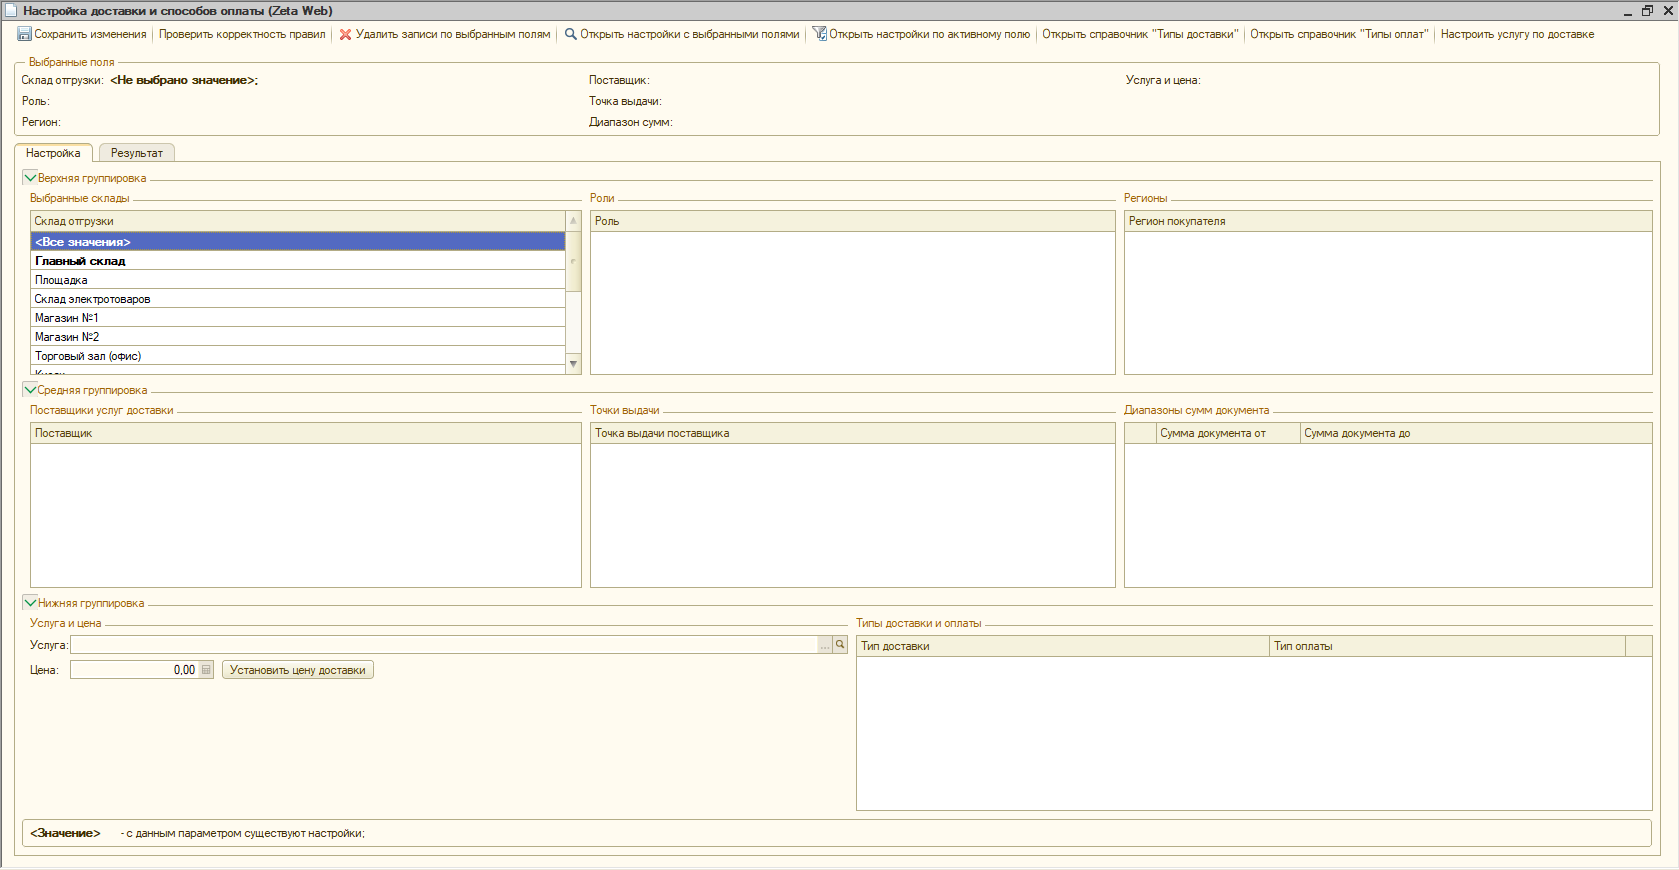 Настройка доставки и способов оплаты (Zeta Web)
Сохранить изменения Проверить корректность правил Удалить записи по выбранным полям Открыть настройки с выбранными полями Открыть настройки по активному полю Открыть справочник "Типы доставки" Открыть справочник "Типы оплат" Настроить услугу по доставке
Выбранные поля
Склад отгрузки: <Не выбрано значение>; Поставщик: Услуга и цена:
Роль: Точка выдачи:
Регион: Диапазон сумм:
Настройка Результат
Верхняя группировка
Выбранные склады Роли Регионы
Склад отгрузки Роль Регион покупателя
<Все значения>
Главный склад
Площадка
Склад электротоваров
Магазин №1
Магазин №2
Торговый зал (офис)
Средняя группировка
Поставщики услуг доставки Точки выдачи Диапазоны сумм документа
Поставщик Точка выдачи поставщика Сумма документа от Сумма документа до
Нижняя группировка
Услуга и цена Типы доставки и оплаты
Услуга: ... Тип доставки Тип оплаты
Цена: 0,00 Установить цену доставки
<Значение> - с данным параметром существуют настройки;